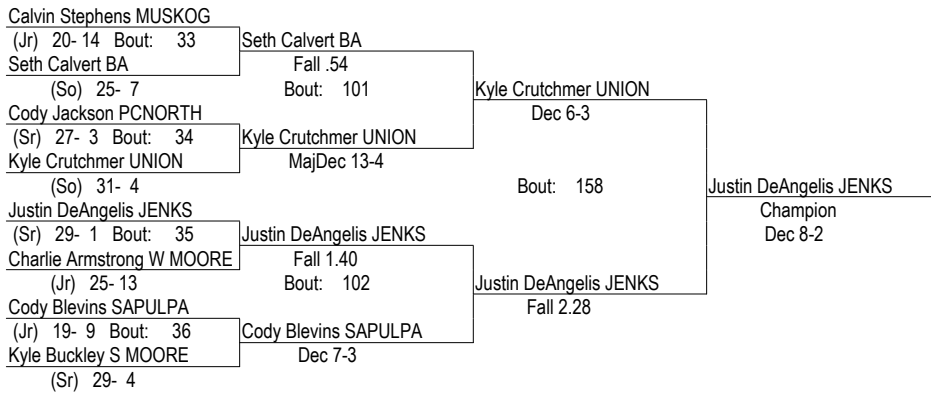 Calvin Stephens MUSKOG
(Jr) 20- 14 Bout: 33 Seth Calvert BA
Seth Calvert BA Fall .54
(So) 25- 7 Bout: 101 Kyle Crutchmer UNION
Cody Jackson PCNORTH Dec 6-3
(Sr) 27- 3 Bout: 34 Kyle Crutchmer UNION
Kyle Crutchmer UNION MajDec 13-4
(So) 31- 4 Bout: 158 Justin DeAngelis JENKS
Justin DeAngelis JENKS Champion
(Sr) 29- 1 Bout: 35 Justin DeAngelis JENKS Dec 8-2
Charlie Armstrong W MOORE Fall 1.40
(Jr) 25- 13 Bout: 102 Justin DeAngelis JENKS
Cody Blevins SAPULPA Fall 2.28
(Jr) 19- 9 Bout: 36 Cody Blevins SAPULPA
Kyle Buckley S MOORE Dec 7-3
(Sr) 29- 4